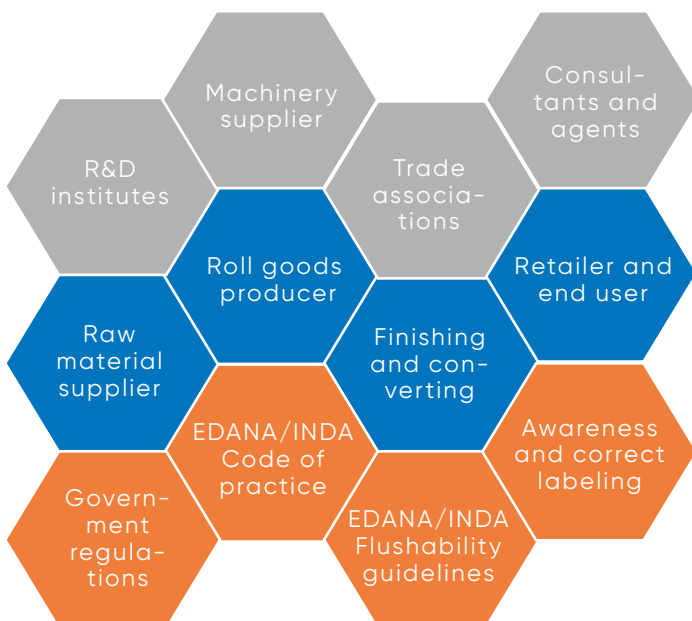 Machinery
supplier
Consul-
tants and
agents
R&D
institutes
Trade
associa-
tions
Roll goods
producer
Retailer and
end user
Raw
material
supplier
Finishing
and con-
verting
EDANA/INDA
Code of
practice
Awareness
and correct
labeling
Govern-
ment
regula-
tions
EDANA/INDA
Flushability
guidelines